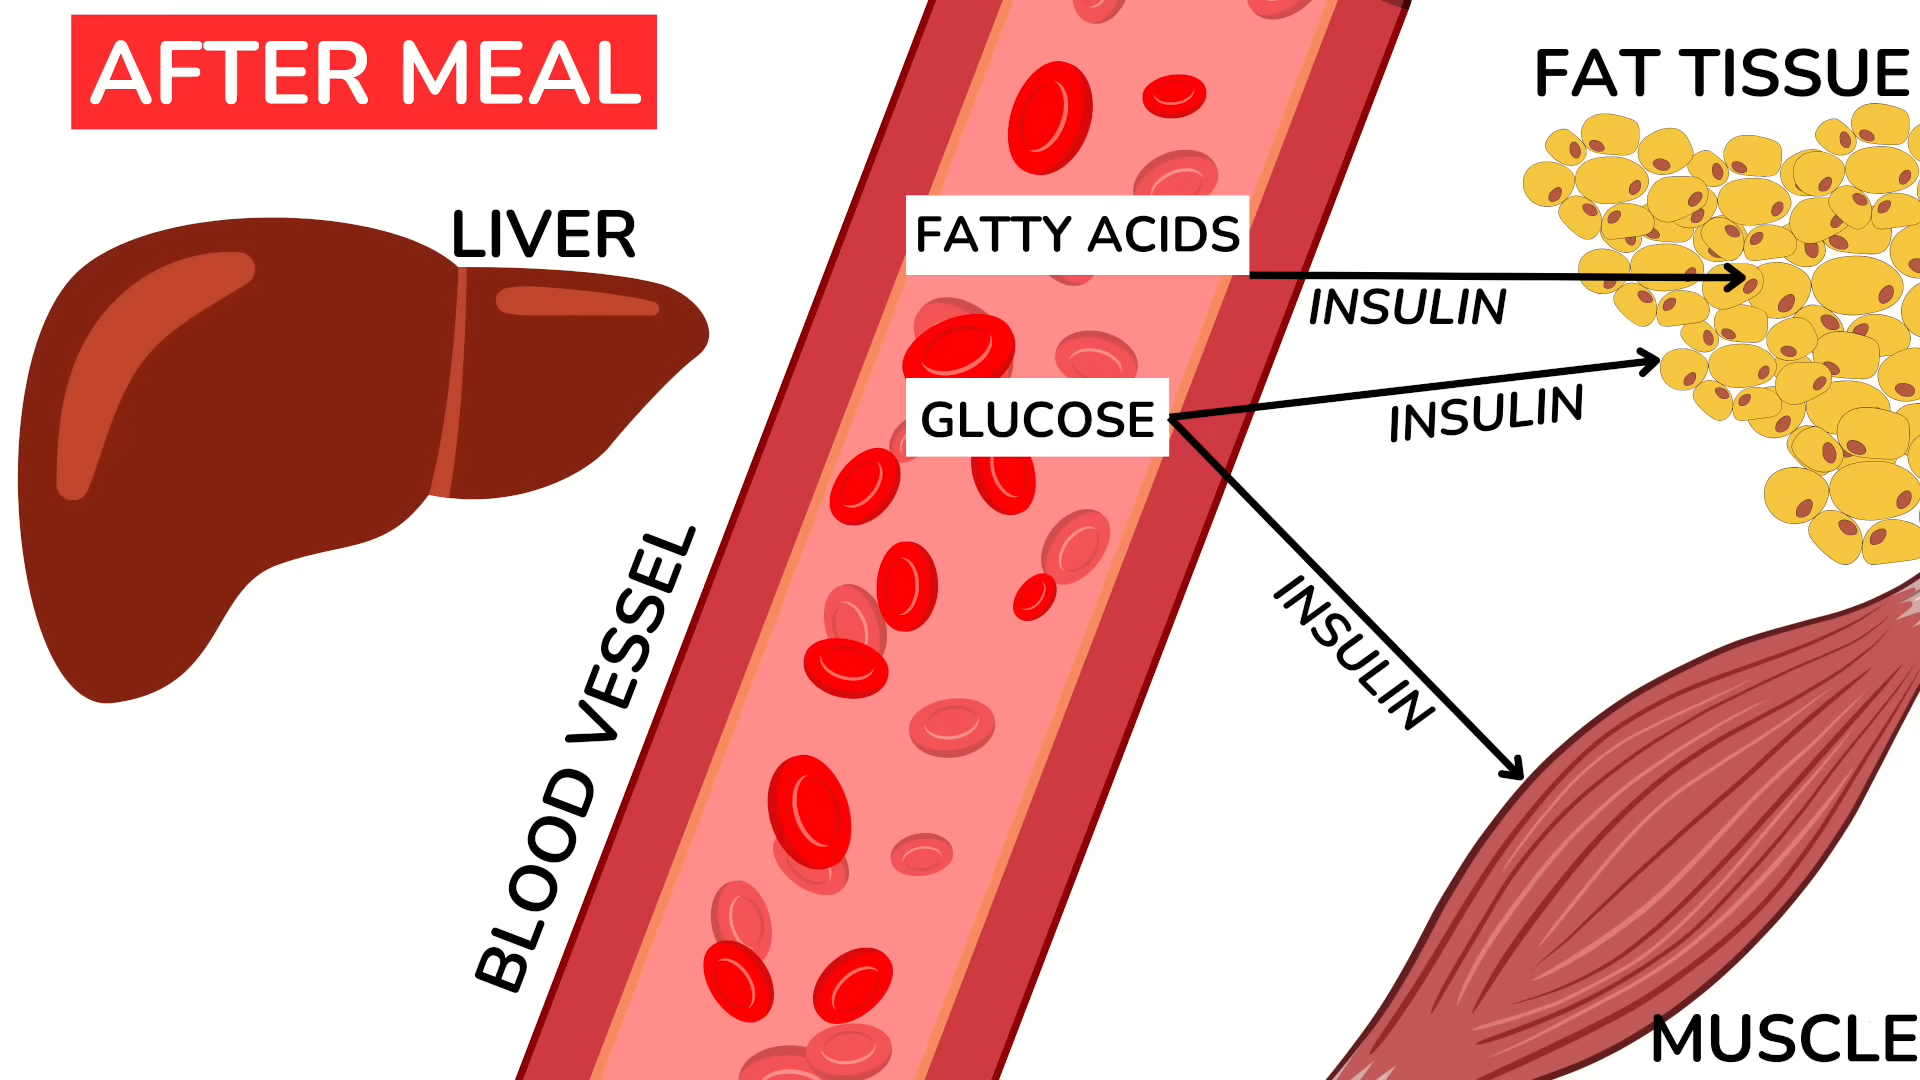 AFTER MEAL
FAT TISSUE
LIVER
FATTY ACIDS
INSULIN
GLUCOSE
INSULIN
INSULIN
BLOOD VESSEL
MUSCLE